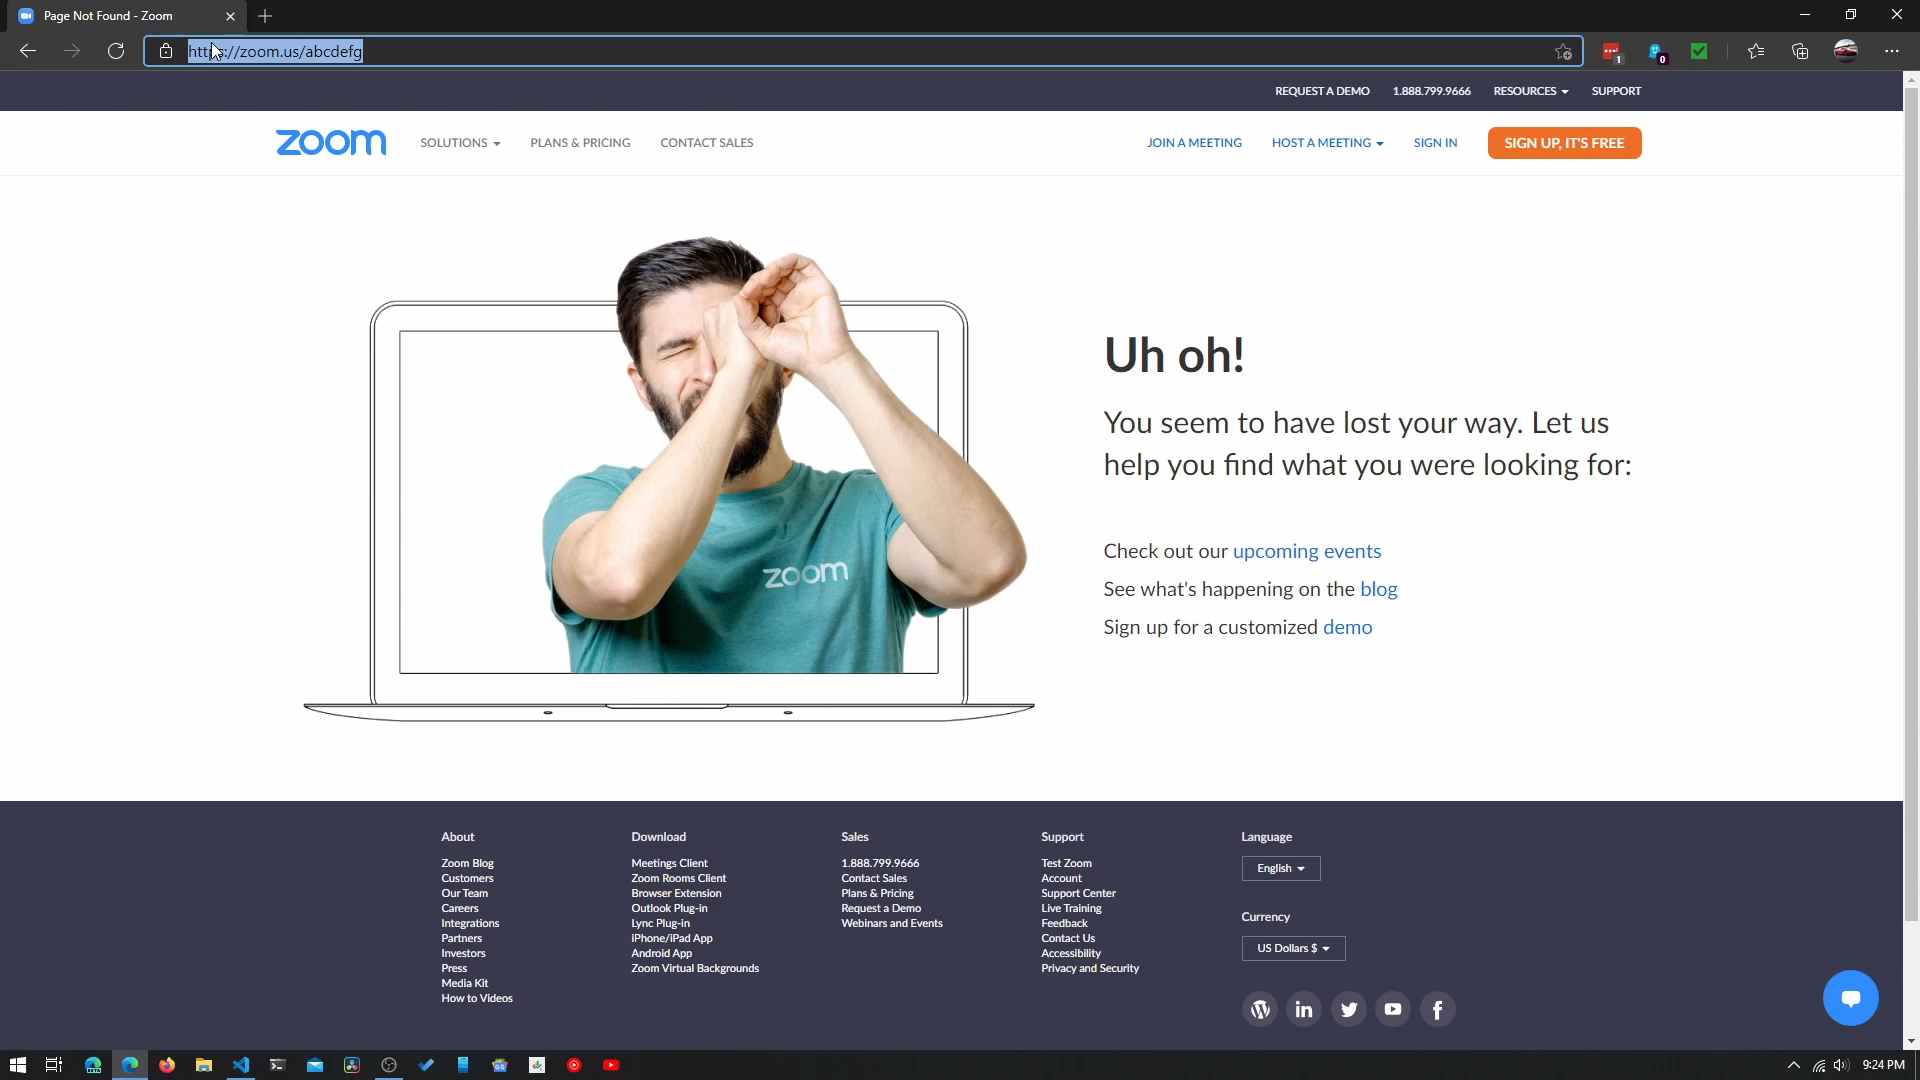 Page Not Found - Zoom
https://zoom.us/abcdefg
1
0
REQUEST A DEMO 1.888.799.9666 RESOURCES SUPPORT
zoom SOLUTIONS PLANS & PRICING CONTACT SALES JOIN A MEETING HOST A MEETING SIGN IN SIGN UP, IT'S FREE
Uh oh!
You seem to have lost your way. Let us
help you find what you were looking for:
Check out our upcoming events
See what's happening on the blog
Sign up for a customized demo
zoom
About
Zoom Blog
Customers
Our Team
Careers
Integrations
Partners
Investors
Press
Media Kit
How to Videos
Download
Meetings Client
Zoom Rooms Client
Browser Extension
Outlook Plug-in
Lync Plug-in
iPhone/iPad App
Android App
Zoom Virtual Backgrounds
Sales
1.888.799.9666
Contact Sales
Plans & Pricing
Request a Demo
Webinars and Events
Support
Test Zoom
Account
Support Center
Live Training
Feedback
Contact Us
Accessibility
Privacy and Security
Language
English
Currency
US Dollars $
9:24 PM